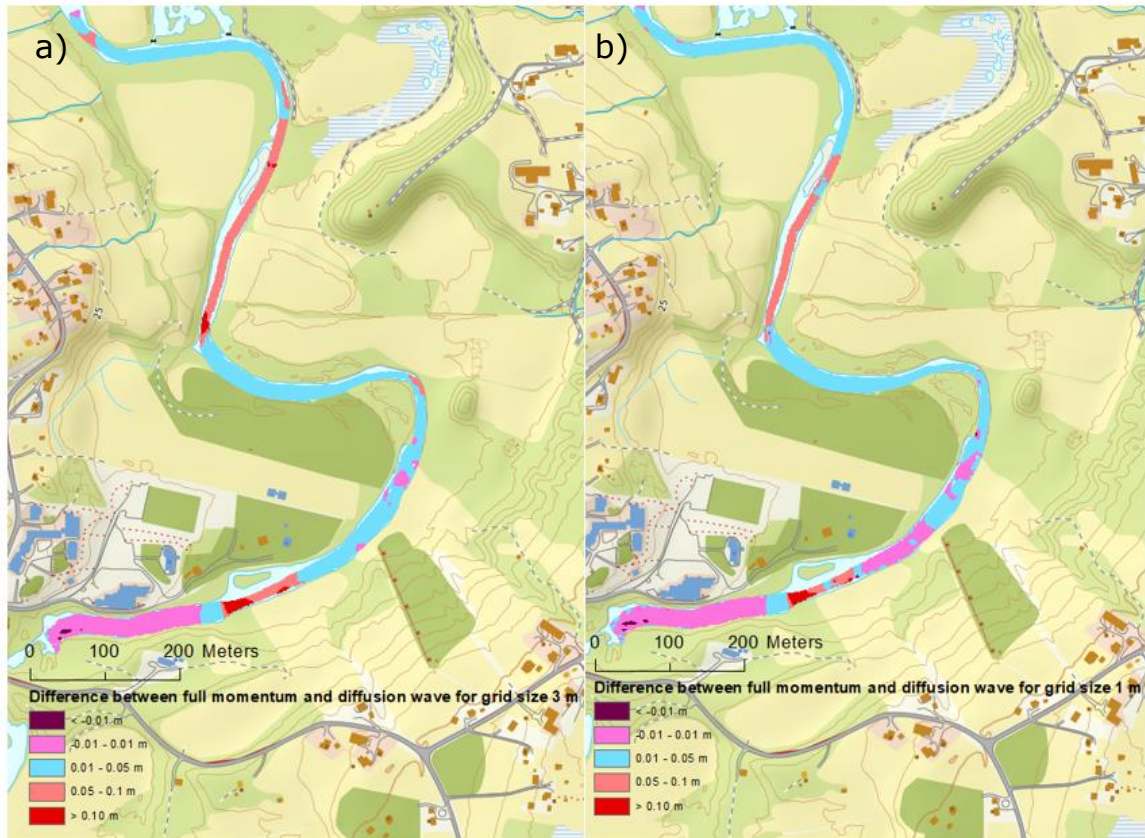 a)
25
0 100 200 Meters
Difference between full momentum and diffusion wave for grid size 3 m
< -0.01 m
-0.01 - 0.01 m
0.01 - 0.05 m
0.05 - 0.1 m
> 0.10 m
b)
25
0 100 200 Meters
Difference between full momentum and diffusion wave for grid size 1 m
< -0.01 m
-0.01 - 0.01 m
0.01 - 0.05 m
0.05 - 0.1 m
> 0.10 m